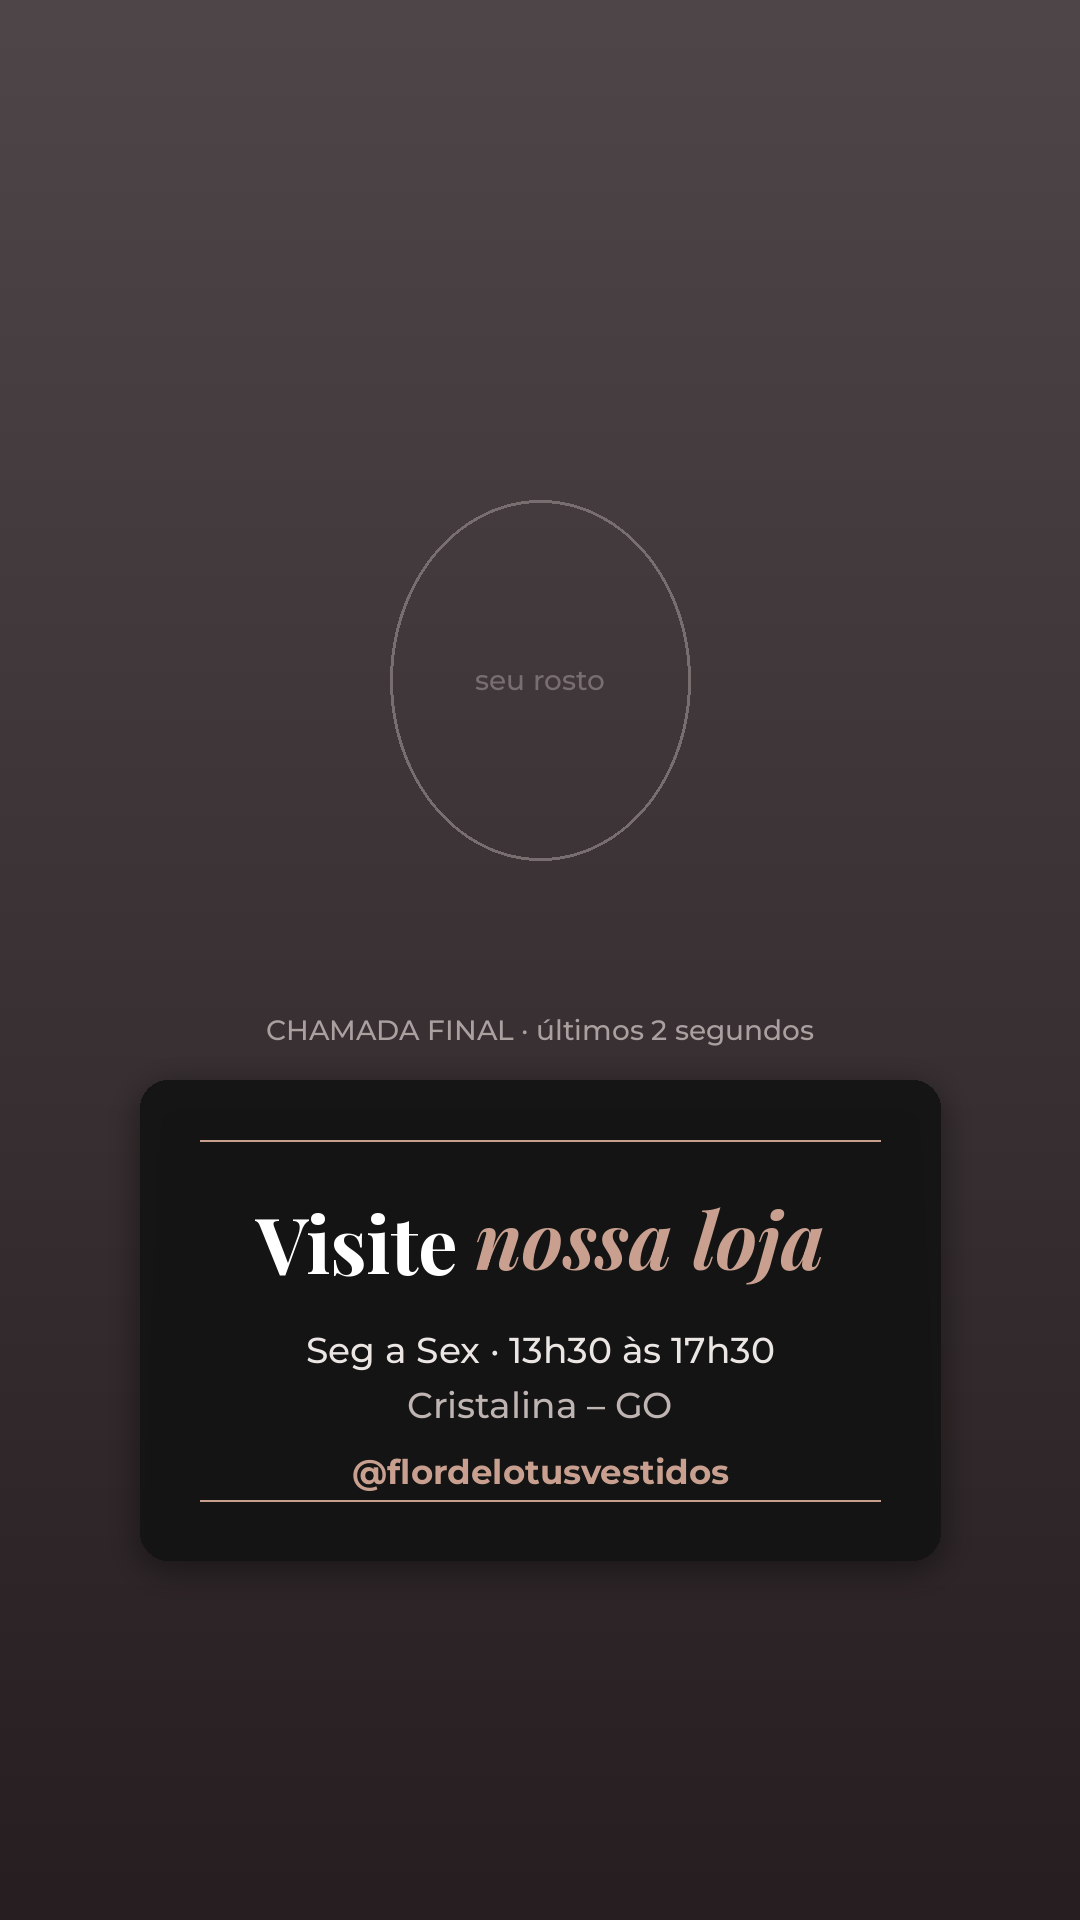 seu rosto
CHAMADA FINAL · últimos 2 segundos
Visite nossa loja
Seg a Sex · 13h30 às 17h30
Cristalina – GO
@flordelotusvestidos